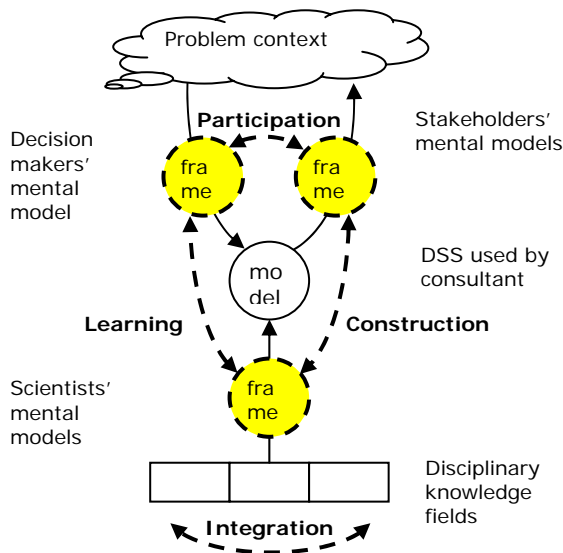 Problem context
Participation
Decision
makers'
mental
model
Stakeholders'
mental models
fra
me
fra
me
mo
del
DSS used by
consultant
Learning
Construction
Scientists'
mental
models
fra
me
Disciplinary
knowledge
fields
Integration